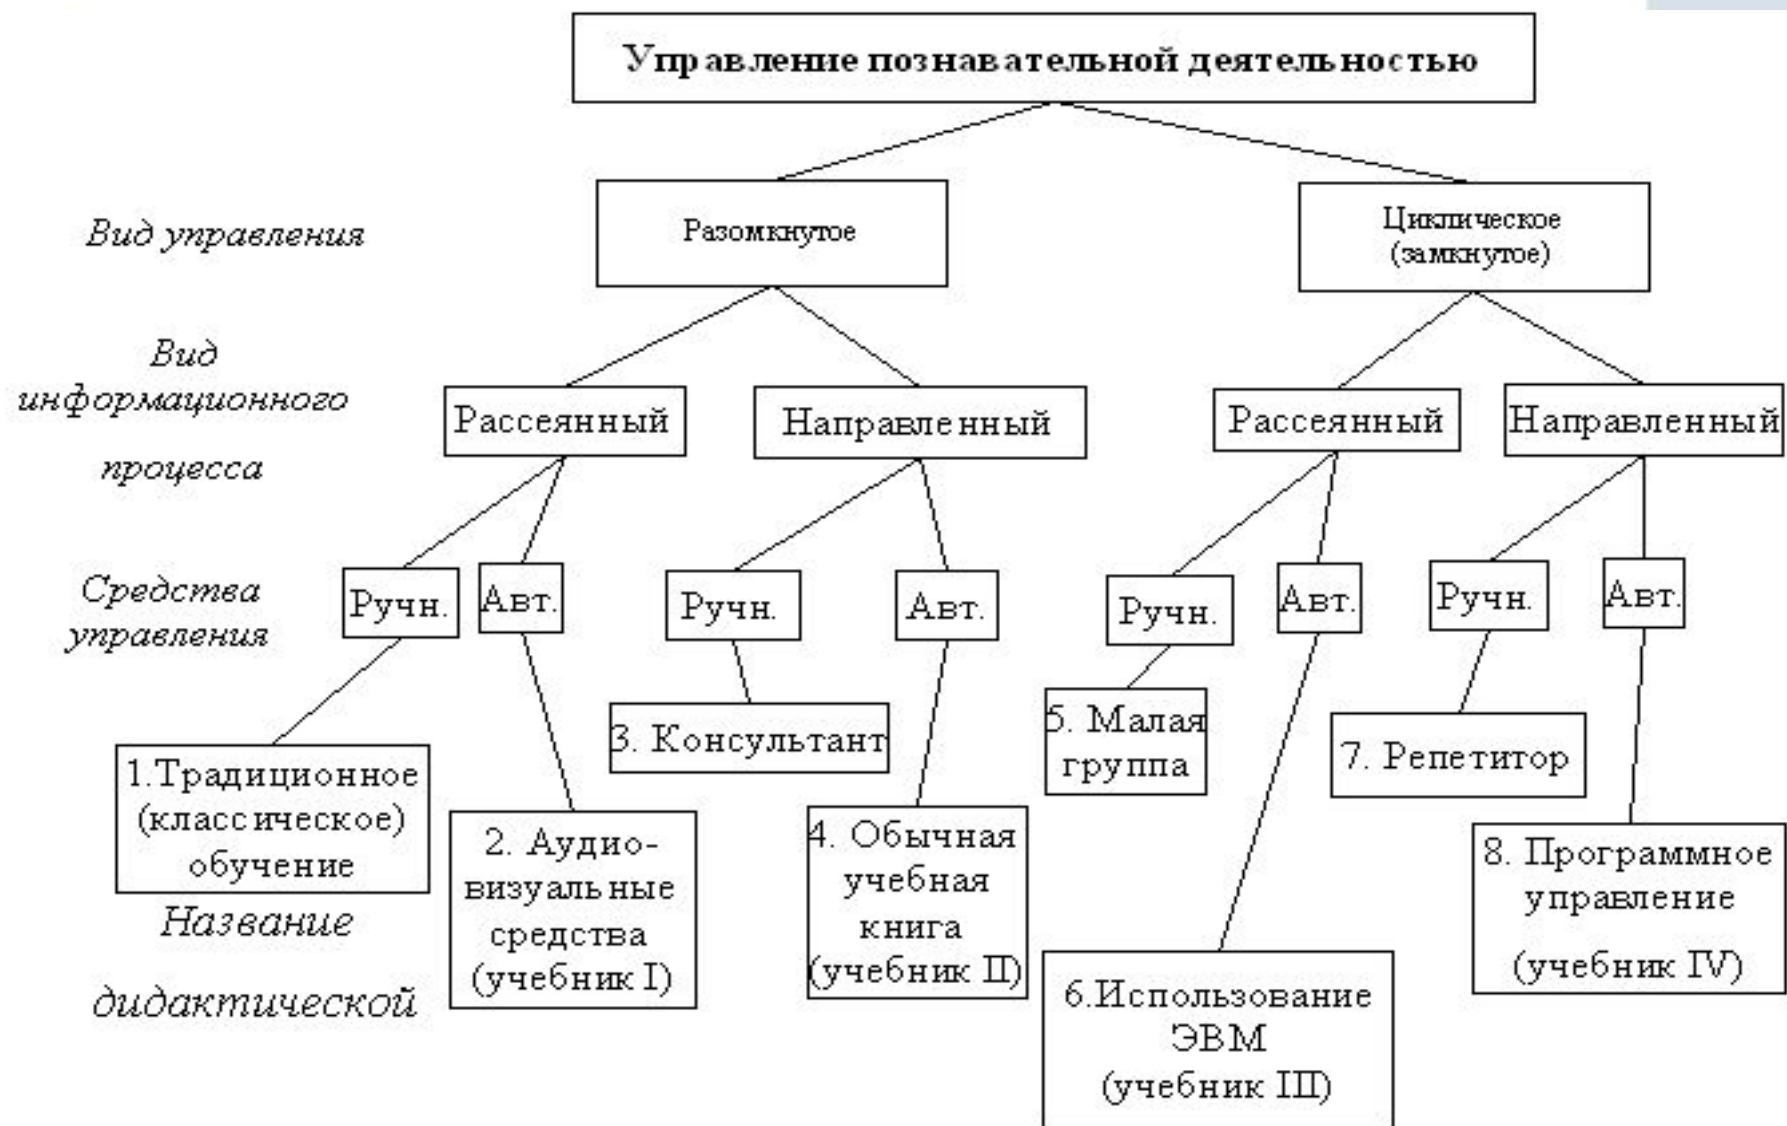 Управление познавательной деятельностью
Вид управления
Разомкнутое
Циклическое
(замкнутое)
Вид
информационного
процесса
Рассеянный
Направленный
Рассеянный
Направленный
Средства
управления
Ручн.
Авт.
Ручн.
Авт.
Ручн.
Авт.
Ручн.
Авт.
1.Традиционное
(классическое)
обучение
2. Аудио-
визуальные
средства
(учебник I)
3. Консультант
4. Обычная
учебная
книга
(учебник II)
5. Малая
группа
6.Использование
ЭВМ
(учебник III)
7. Репетитор
8. Программное
управление
(учебник IV)
Название
дидактической